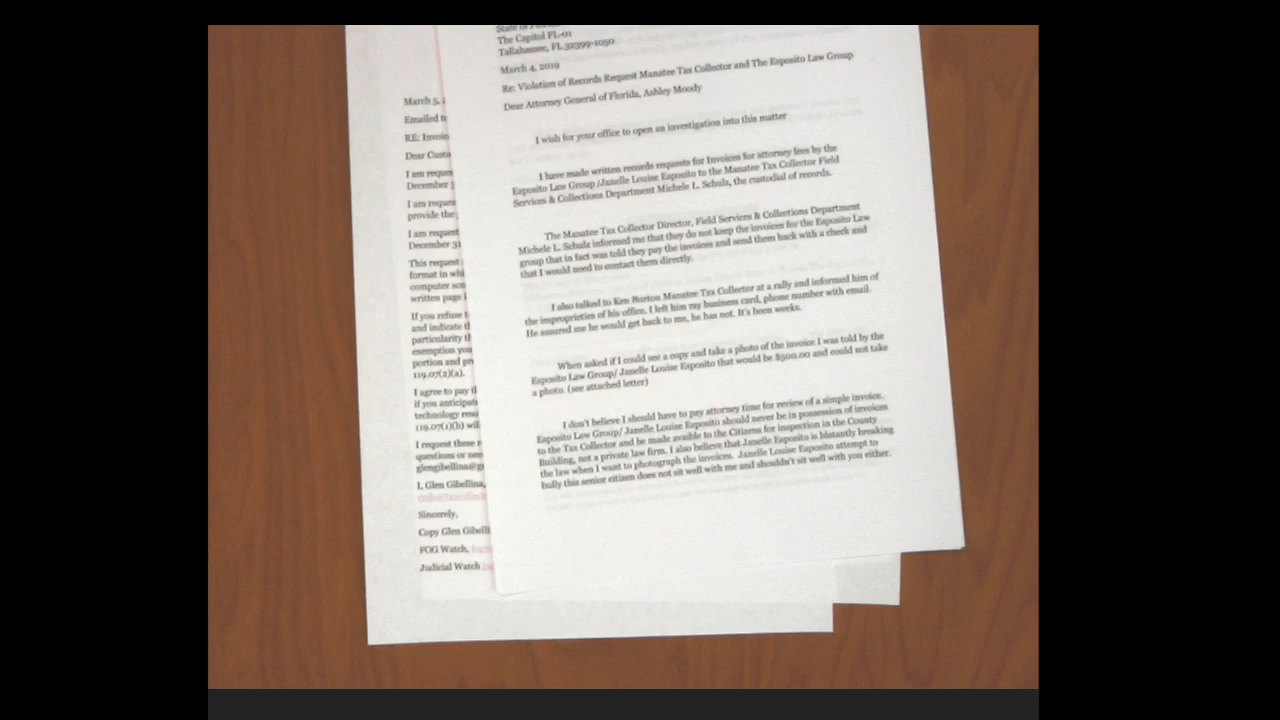 State of
The Capitol PL-01
Tallahassee, FL 32399-1050
March 4, 2019
Re: Violation of Records Request Manatee Tax Collector and The Esposito Law Group
Dear Attorney General of Florida, Ashley Moody
I wish for your office to open an investigation into this matter
I have made written records requests for Invoices for attorney fees by the
Esposito Law Group /Janelle Louise Esposito to the Manatee Tax Collector Field
Services & Collections Department Michele L. Schulz, the custodial of records.
The Manatee Tax Collector Director, Field Services & Collections Department
Michele L. Schulz informed me that they do not keep the invoices for the Esposito Law
group that in fact was told they pay the invoices and send them back with a check and
that I would need to contact them directly.
I also talked to Ken Burton Manatee Tax Collector at a rally and informed him of
the improprieties of his office. I left him my business card, phone number with email.
He assured me he would get back to me, he has not. It's been weeks.
When asked if I could see a copy and take a photo of the invoice I was told by the
Esposito Law Group/ Janelle Louise Esposito that would be $500.00 and could not take
a photo. (see attached letter)
I don't believe I should have to pay attorney time for review of a simple invoice.
Esposito Law Group/ Janelle Louise Esposito should never be in possession of invoices
to the Tax Collector and be made avaible to the Citizens for inspection in the County
Building, not a private law firm. I also believe that Janelle Esposito is blatantly breaking
the law when I want to photograph the invoices. Janelle Louise Esposito attempt to
bully this senior citizen does not sit well with me and shouldn't sit well with you either.
March 5,
Emailed
RE:
Dear
I am
December
I am
provide the
I am request
December 31
This request
format in
computer
written page
If you refuse
and indicate
particularity
exemption you
portion and
119.07(2)(a).
I agree to pay
if you
technology
119.07(1)(b)
I request these
questions or
glengibellina@
I, Glen Gibellina,
Sincerely,
Copy Glen
FOG Watch,
Judicial Watch